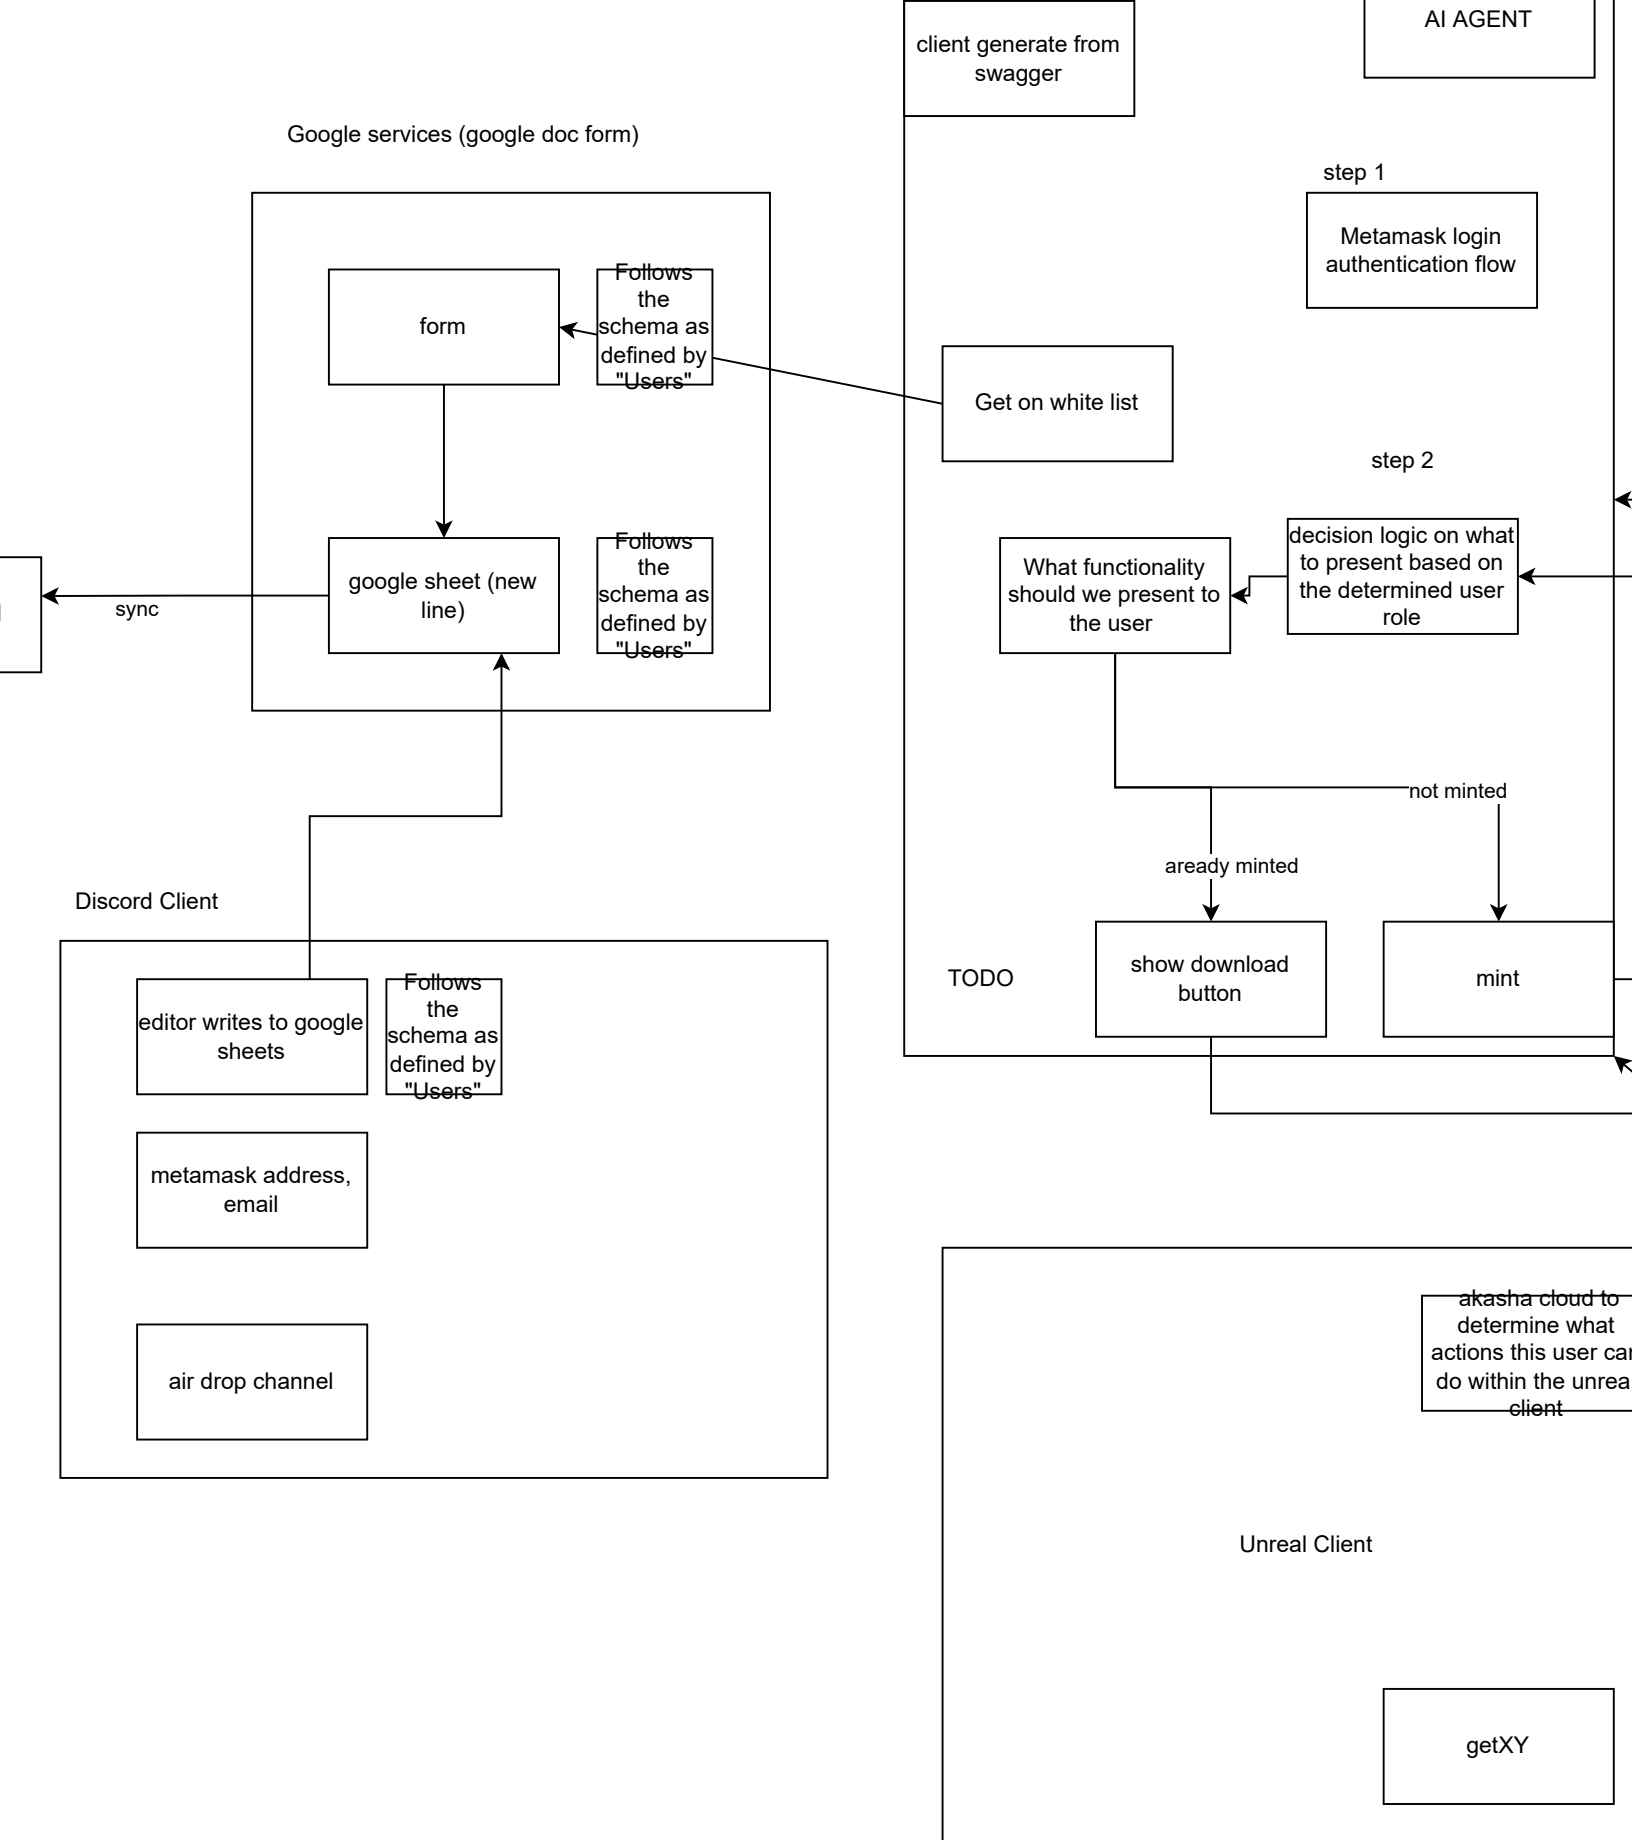 AI AGENT
client generate from
swagger
Google services (google doc form)
step 1
Metamask login
authentication flow
form
Follows
the
schema as
defined by
"Users"
Get on white list
step 2
google sheet (new
line)
Follows
the
schema as
defined by
"Users"
sync
What functionality
should we present to
the user
decision logic on what
to present based on
the determined user
role
not minted
aready minted
Discord Client
editor writes to google
sheets
Follows
the
schema as
defined by
"Users"
TODO
show download
button
mint
metamask address,
email
air drop channel
akasha cloud to
determine what
actions this user can
do within the unrea
client
Unreal Client
getXY